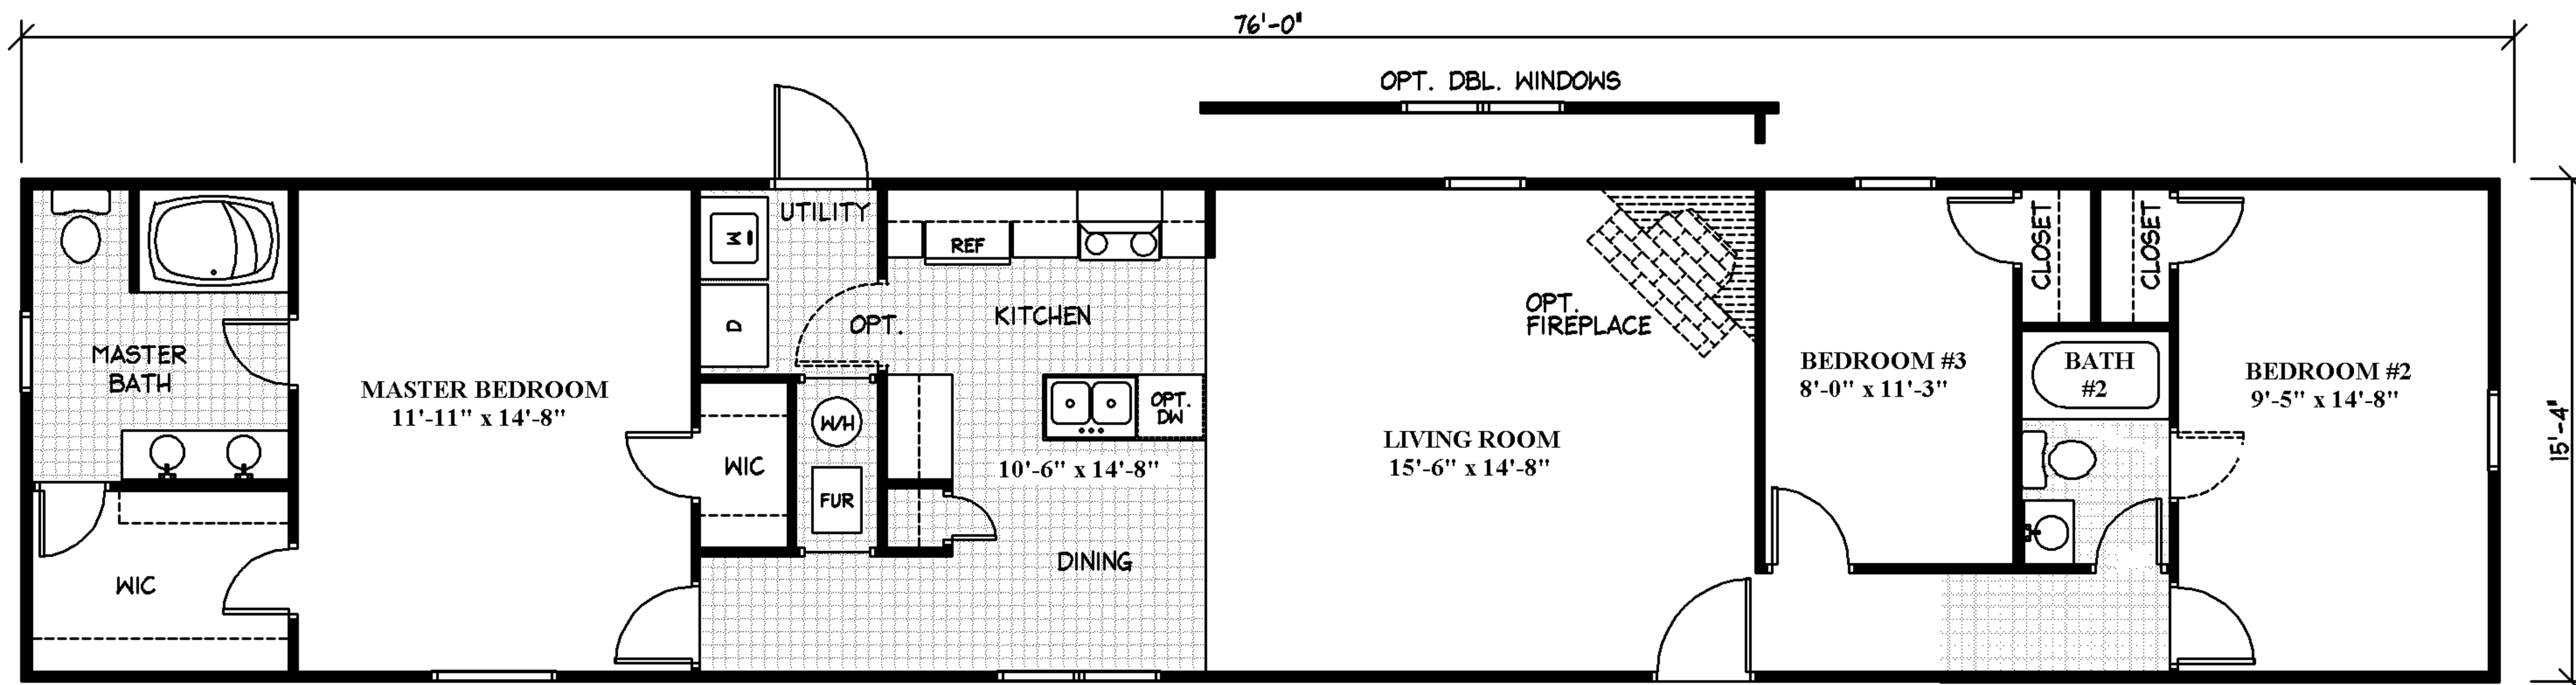 76'-0"
OPT. DBL. WINDOWS
UTILITY
REF
CLOSET
CLOSET
D
OPT.
KITCHEN
OPT.
FIREPLACE
MASTER
BATH
MASTER BEDROOM
11'-11" x 14'-8"
W/H
OPT.
DW
BEDROOM #3
8'-0" x 11'-3"
BATH
#2
BEDROOM #2
9'-5" x 14'-8"
15'-4"
WIC
10'-6" x 14'-8"
LIVING ROOM
15'-6" x 14'-8"
FUR
WIC
DINING